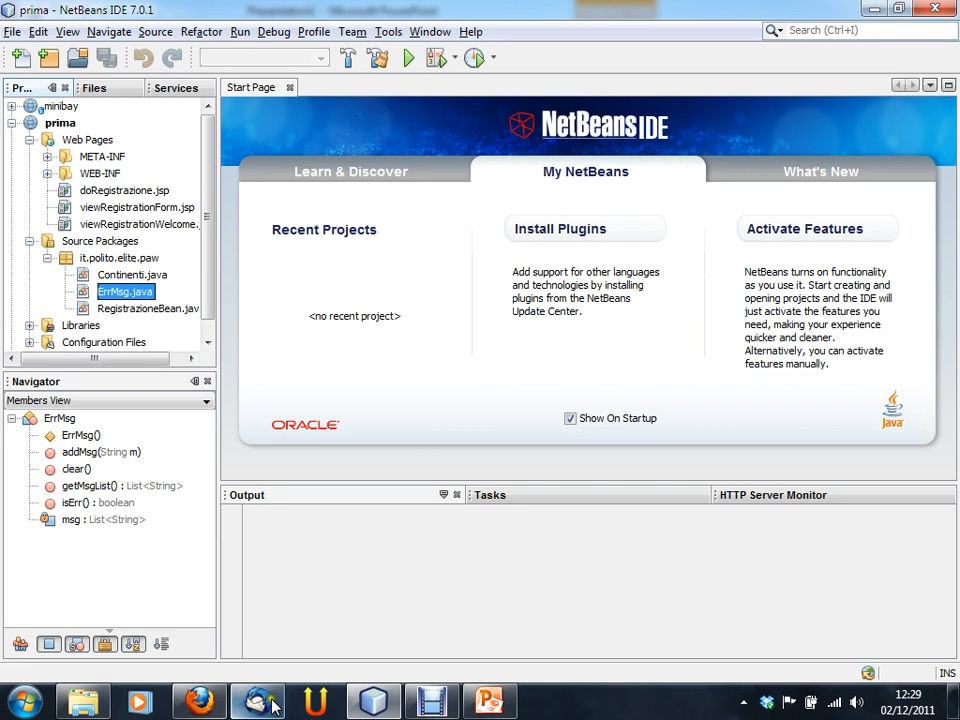 prima - NetBeans IDE 7.0.1
File Edit View Navigate Source Refactor Run Debug Profile Team Tools Window Help
Search (Ctrl+I)
Pr... Files Services
Start Page
minibay
prima
Web Pages
META-INF
WEB-INF
doRegistrazione.jsp
viewRegistrationForm.jsp
viewRegistrationWelcome.
Source Packages
it.polito.elite.paw
Continenti.java
ErrMsg.java
RegistrazioneBean.jav
Libraries
Configuration Files
NetBeans IDE
Learn & Discover
My NetBeans
What's New
Recent Projects
<no recent project>
Install Plugins
Add support for other languages
and technologies by installing
plugins from the NetBeans
Update Center.
Activate Features
NetBeans turns on functionality
as you use it. Start creating and
opening projects and the IDE will
just activate the features you
need, making your experience
quicker and cleaner.
Alternatively, you can activate
features manually.
ORACLE
Show On Startup
Java
Navigator
Members View
ErrMsg
ErrMsg()
addMsg(String m)
clear()
getMsgList() : List<String>
isErr() : boolean
msg : List<String>
Output
Tasks
HTTP Server Monitor
INS
12:29
02/12/2011